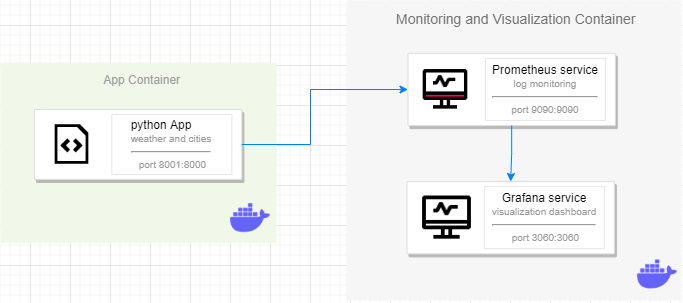 Monitoring and Visualization Container
App Container
python App
weather and cities
port 8001:8000
Prometheus service
log monitoring
port 9090:9090
Grafana service
visualization dashboard
port 3060:3060